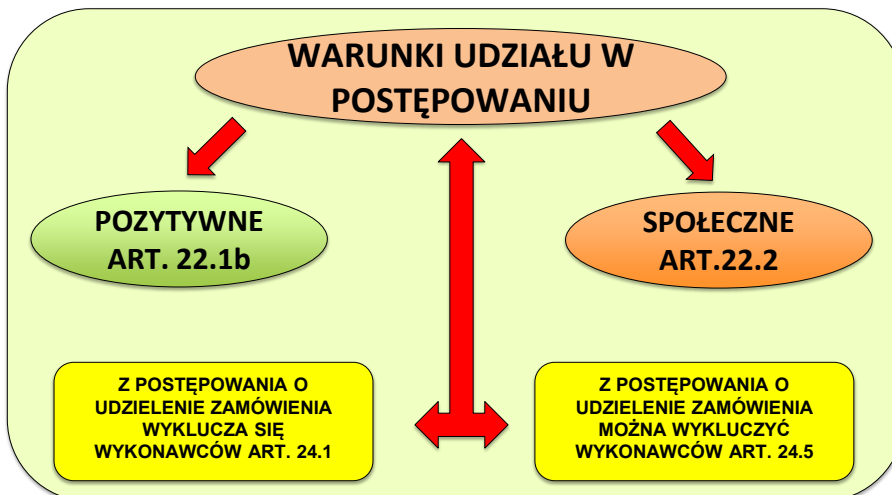 WARUNKI UDZIAŁU W
POSTĘPOWANIU
POZYTYWNE
ART. 22.1b
SPOŁECZNE
ART.22.2
Z POSTĘPOWANIA O
UDZIELENIE ZAMÓWIENIA
WYKLUCZA SIĘ
WYKONAWCÓW ART. 24.1
Z POSTĘPOWANIA O
UDZIELENIE ZAMÓWIENIA
MOŻNA WYKLUCZYĆ
WYKONAWCÓW ART. 24.5